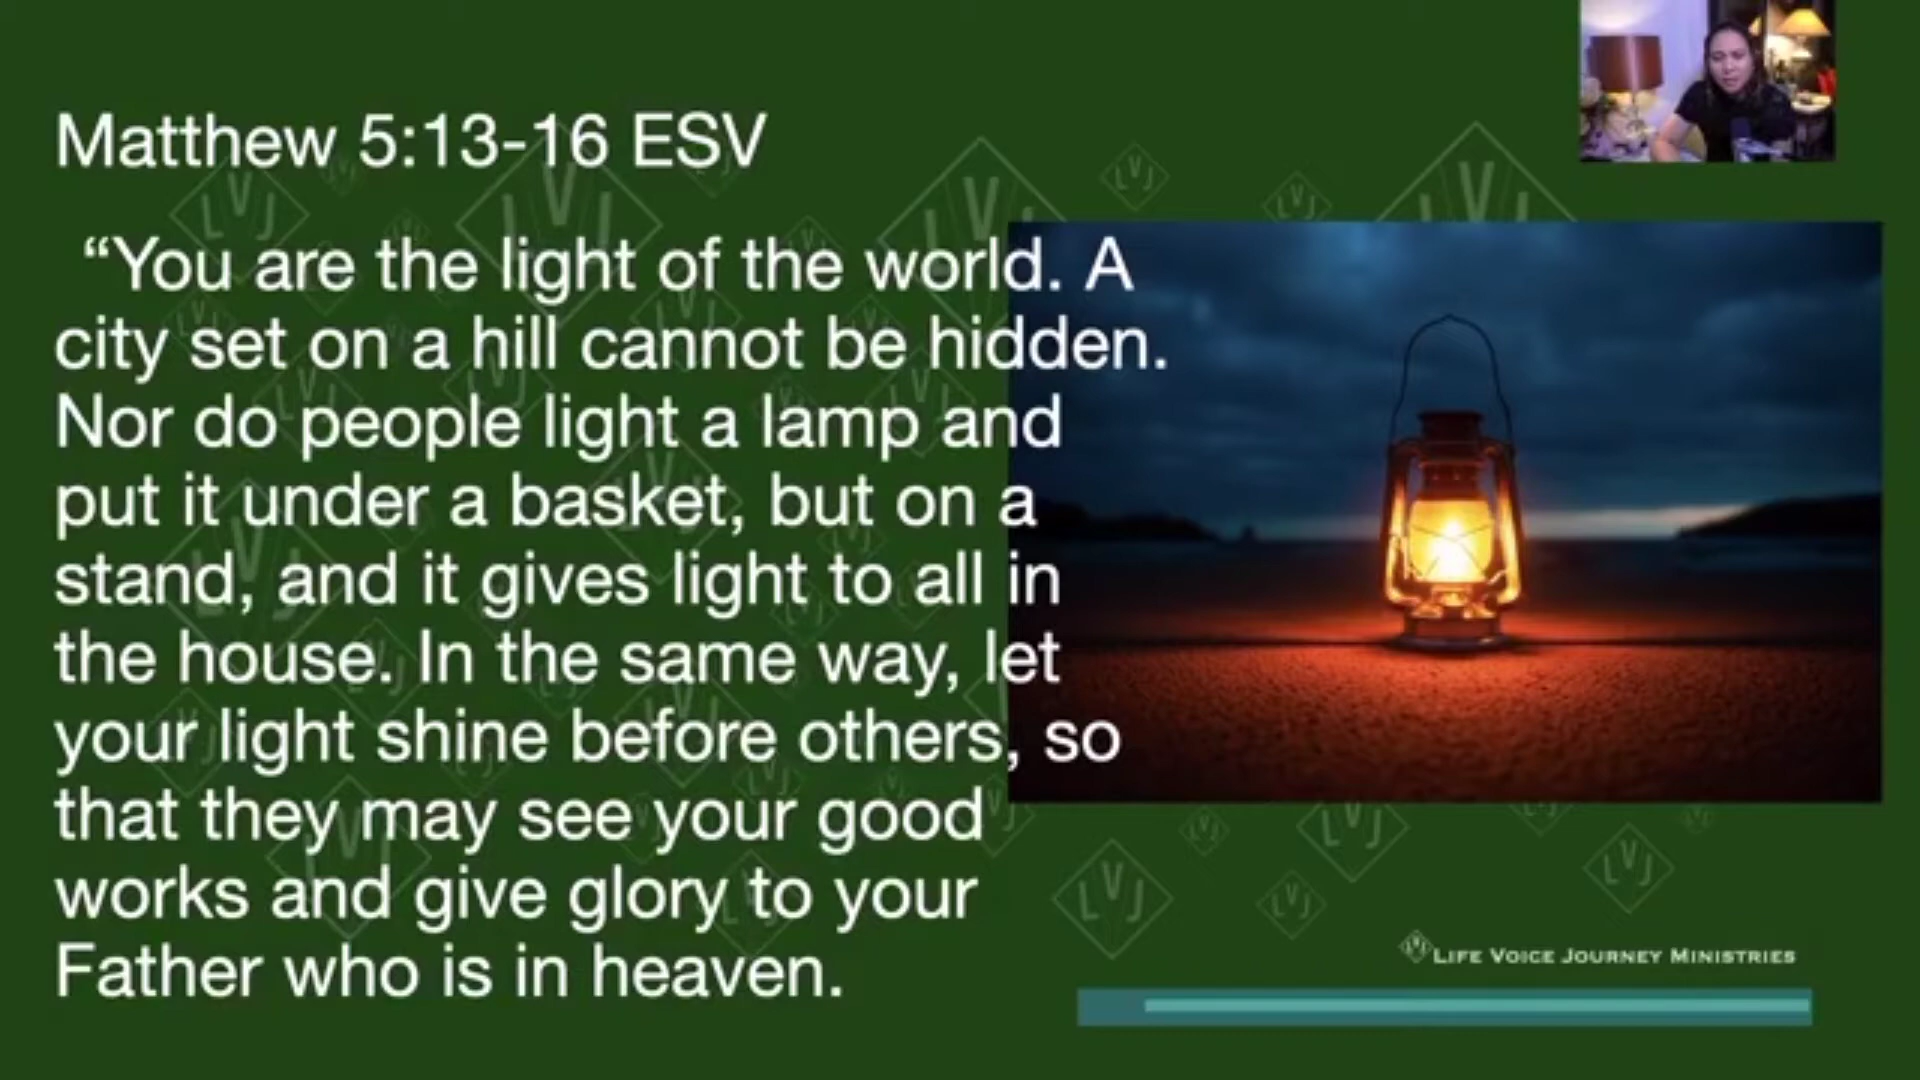 Matthew 5:13-16 ESV
“You are the light of the world. A
city set on a hill cannot be hidden.
Nor do people light a lamp and
put it under a basket, but on a
stand, and it gives light to all in
the house. In the same way, let
your light shine before others, so
that they may see your good
works and give glory to your
Father who is in heaven.
LVJ
LIFE VOICE JOURNEY MINISTRIES